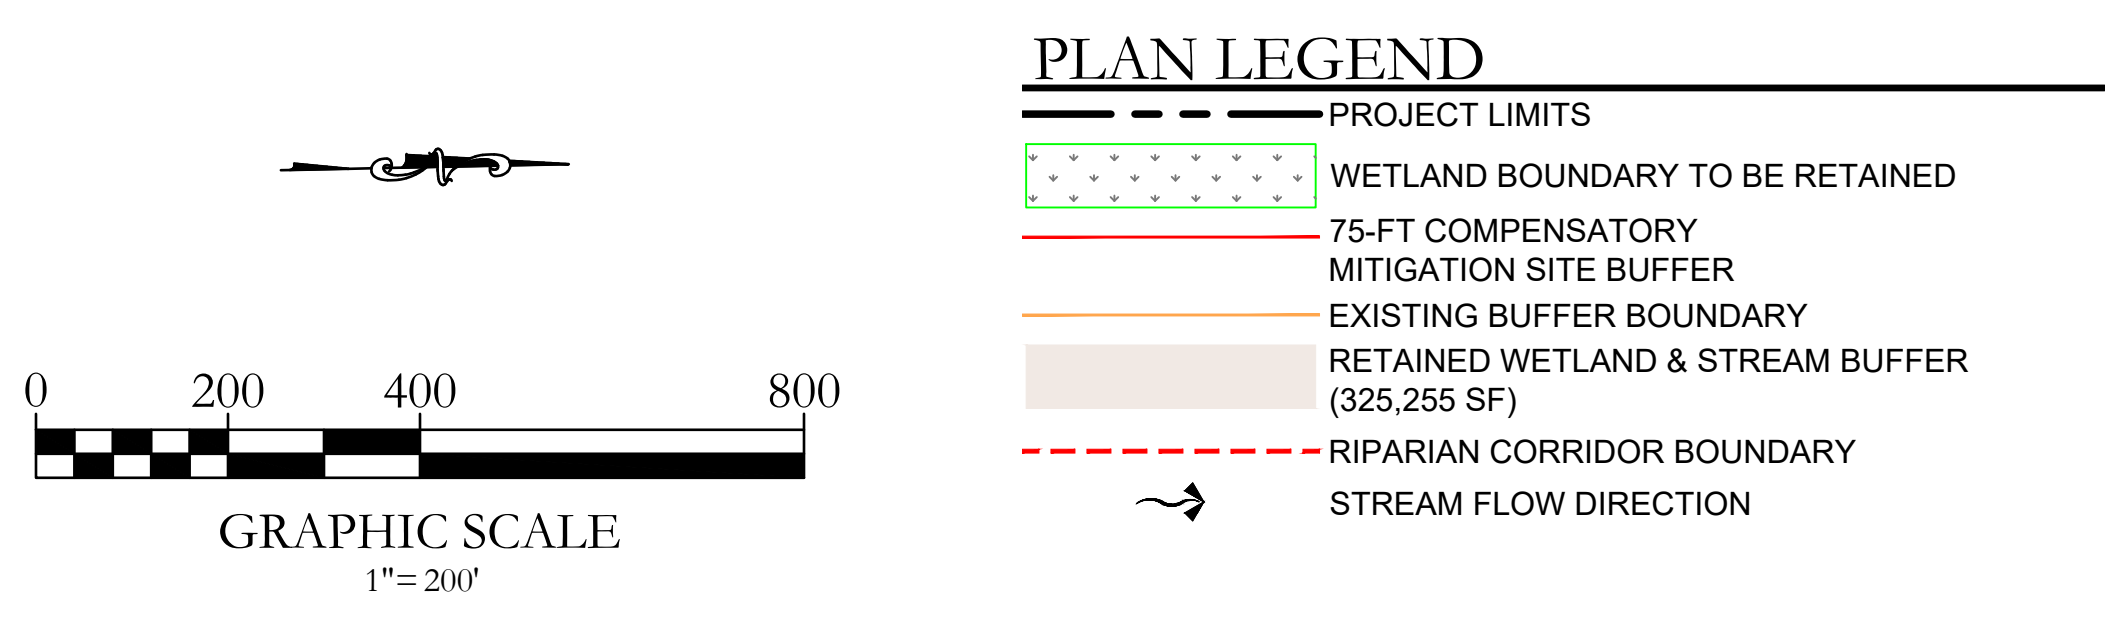 PLAN LEGEND
PROJECT LIMITS
WETLAND BOUNDARY TO BE RETAINED
75-FT COMPENSATORY
MITIGATION SITE BUFFER
EXISTING BUFFER BOUNDARY
RETAINED WETLAND & STREAM BUFFER
(325,255 SF)
RIPARIAN CORRIDOR BOUNDARY
STREAM FLOW DIRECTION
0 200 400 800
GRAPHIC SCALE
1"= 200'